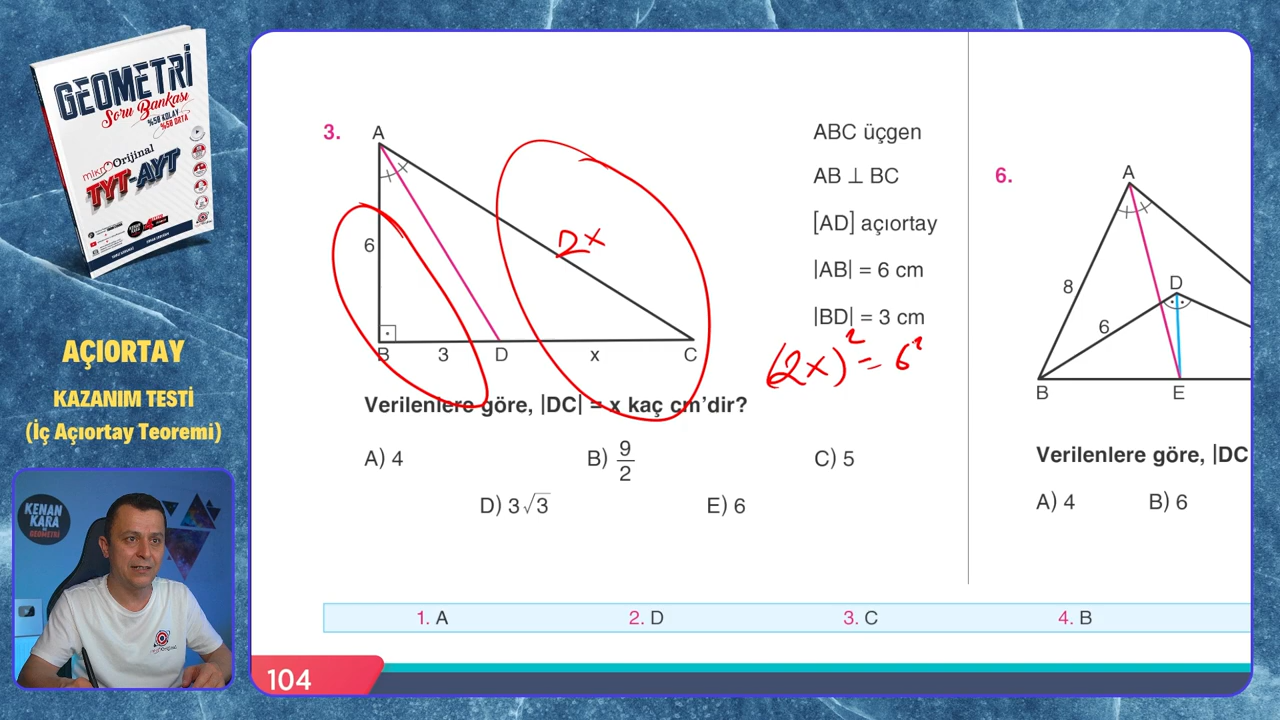 GEOMETRİ
Soru Bankası
%50 KOLAY
%50 ORTA
mikro Orijinal
TYT-AYT
AÇIORTAY
KAZANIM TESTİ
(İç Açıortay Teoremi)
KENAN
KARA
ile
GEOMETRİ
3.
A
6
2x
B
3
D
x
C
ABC üçgen
AB ⊥ BC
[AD] açıortay
|AB| = 6 cm
|BD| = 3 cm
(2x)² = 6²
Verilenlere göre, |DC| = x kaç cm'dir?
A) 4
B) 9/2
C) 5
D) 3√3
E) 6
6.
A
8
D
6
B
E
Verilenlere göre, |DC
A) 4
B) 6
1. A
2. D
3. C
4. B
104